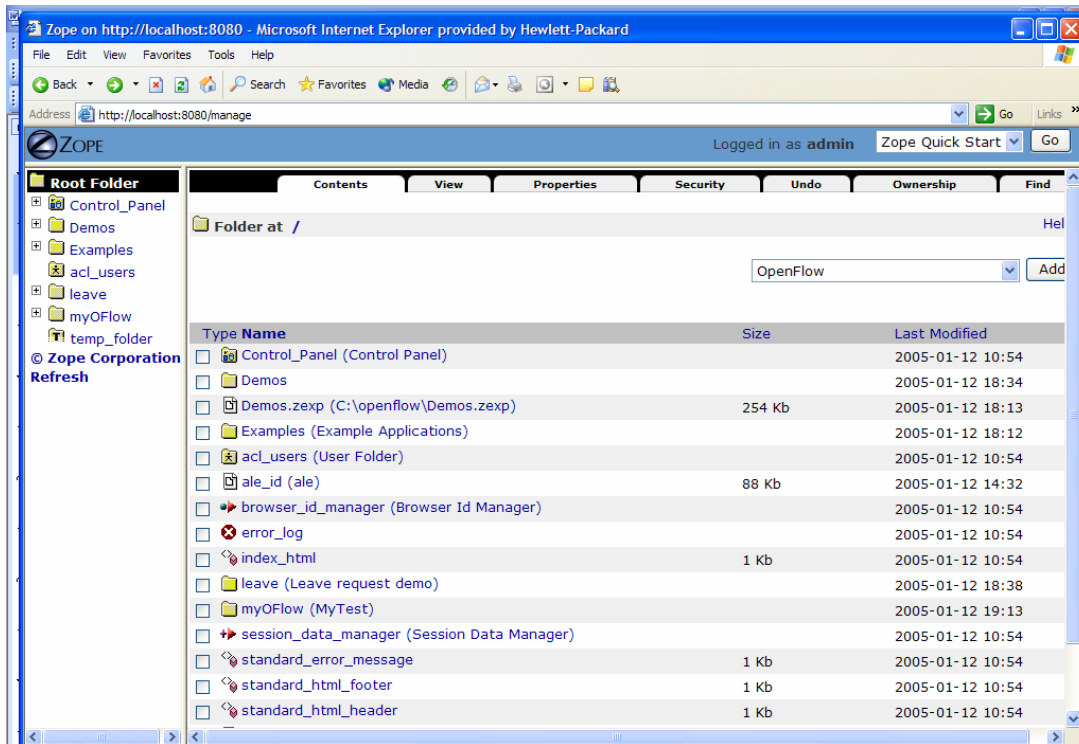 Zope on http://localhost:8080 - Microsoft Internet Explorer provided by Hewlett-Packard
File Edit View Favorites Tools Help
Back Search Favorites Media
Address http://localhost:8080/manage Go Links »
ZOPE Logged in as admin Zope Quick Start Go
Root Folder
Control_Panel
Demos
Examples
acl_users
leave
myOFlow
temp_folder
© Zope Corporation
Refresh
Contents View Properties Security Undo Ownership Find
Folder at / Hel
OpenFlow Add
Type Name Size Last Modified
Control_Panel (Control Panel) 2005-01-12 10:54
Demos 2005-01-12 18:34
Demos.zexp (C:\openflow\Demos.zexp) 254 Kb 2005-01-12 18:13
Examples (Example Applications) 2005-01-12 18:12
acl_users (User Folder) 2005-01-12 10:54
ale_id (ale) 88 Kb 2005-01-12 14:32
browser_id_manager (Browser Id Manager) 2005-01-12 10:54
error_log 2005-01-12 10:54
index_html 1 Kb 2005-01-12 10:54
leave (Leave request demo) 2005-01-12 18:38
myOFlow (MyTest) 2005-01-12 19:13
session_data_manager (Session Data Manager) 2005-01-12 10:54
standard_error_message 1 Kb 2005-01-12 10:54
standard_html_footer 1 Kb 2005-01-12 10:54
standard_html_header 1 Kb 2005-01-12 10:54